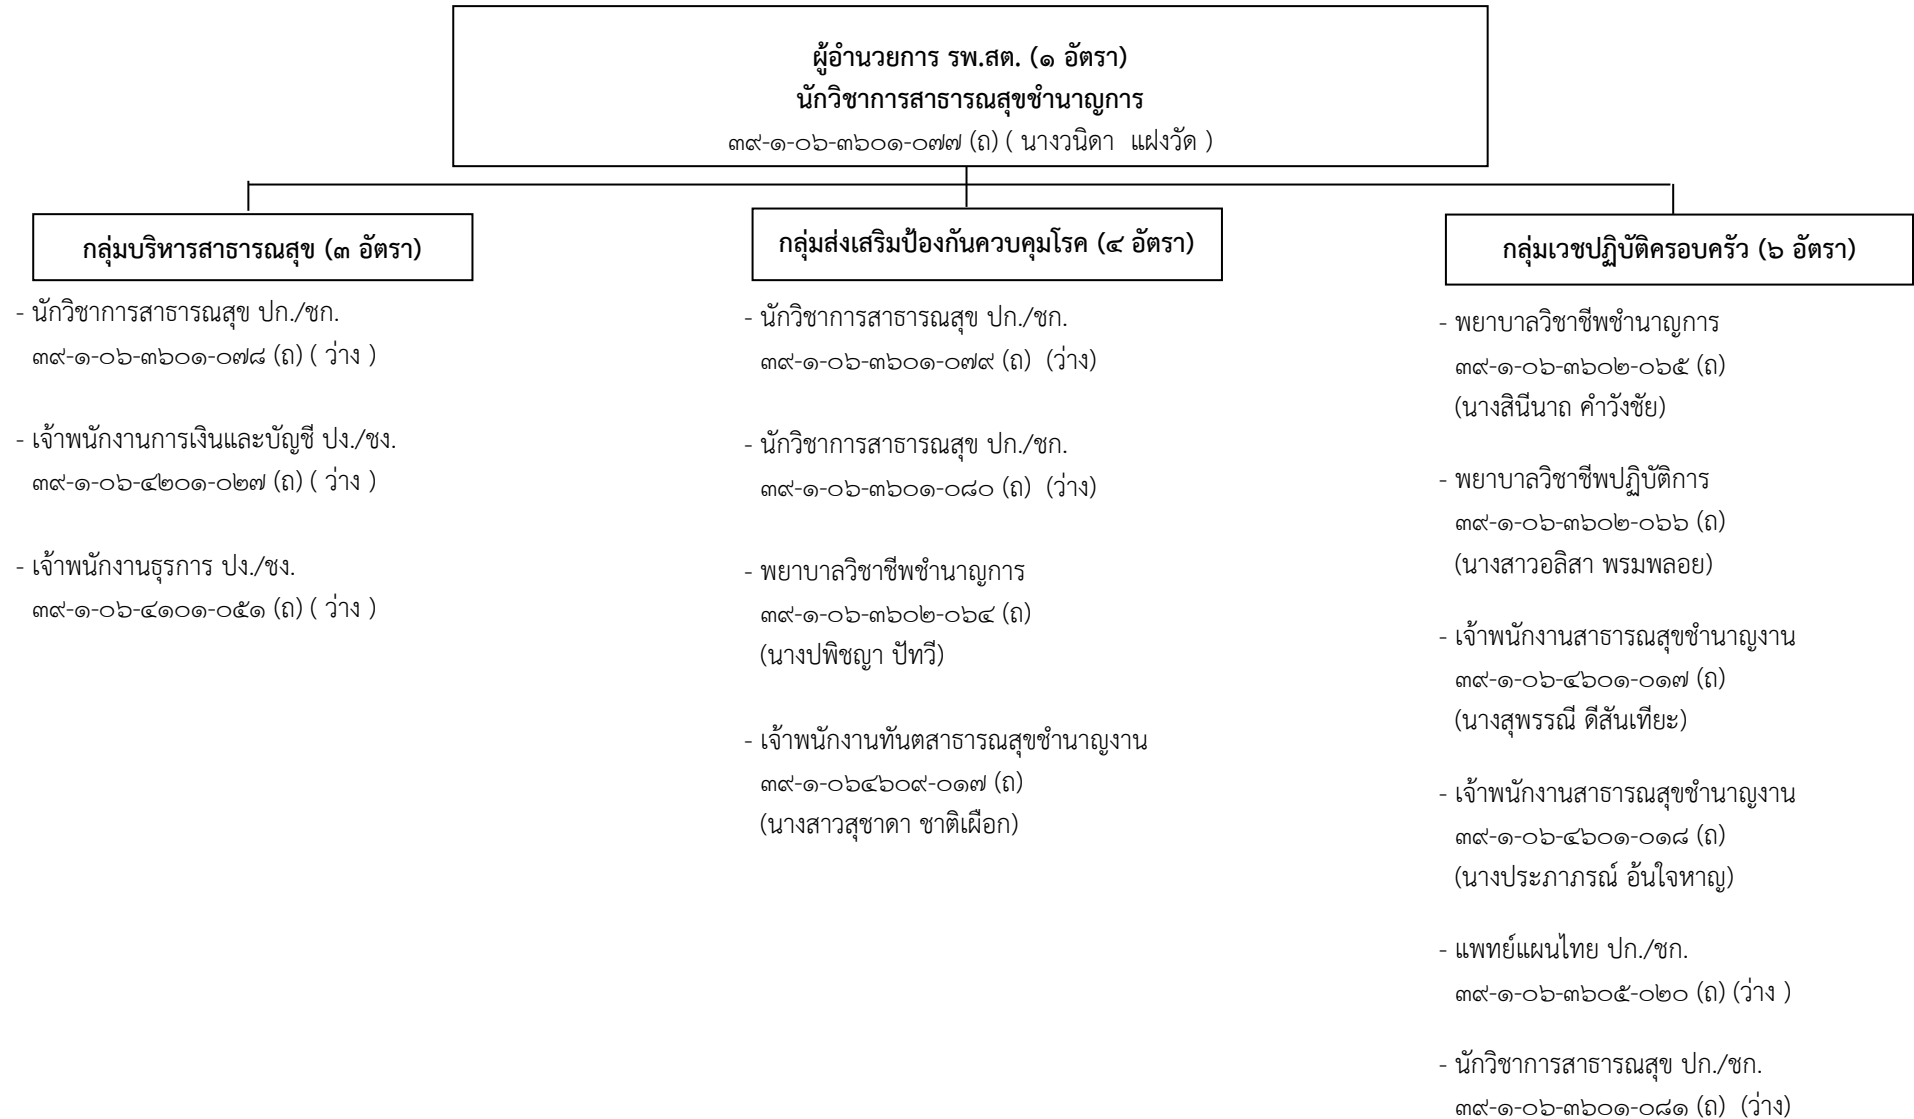 ผู้อำนวยการ รพ.สต. (๑ อัตรา)
นักวิชาการสาธารณสุขชำนาญการ
๓๙-๑-๐๖-๓๖๐๑-๐๗๗ (ถ) ( นางวนิดา แฝงวัด )
กลุ่มบริหารสาธารณสุข (๓ อัตรา)
- นักวิชาการสาธารณสุข ปก./ชก.
๓๙-๑-๐๖-๓๖๐๑-๐๗๘ (ถ) ( ว่าง )
- เจ้าพนักงานการเงินและบัญชี ปง./ชง.
๓๙-๑-๐๖-๔๒๐๑-๐๒๗ (ถ) ( ว่าง )
- เจ้าพนักงานธุรการ ปง./ชง.
๓๙-๑-๐๖-๔๑๐๑-๐๕๑ (ถ) ( ว่าง )
กลุ่มส่งเสริมป้องกันควบคุมโรค (๔ อัตรา)
- นักวิชาการสาธารณสุข ปก./ชก.
๓๙-๑-๐๖-๓๖๐๑-๐๗๙ (ถ) (ว่าง)
- นักวิชาการสาธารณสุข ปก./ชก.
๓๙-๑-๐๖-๓๖๐๑-๐๘๐ (ถ) (ว่าง)
- พยาบาลวิชาชีพชำนาญการ
๓๙-๑-๐๖-๓๖๐๒-๐๖๔ (ถ)
(นางปพิชญา ปัทวี)
- เจ้าพนักงานทันตสาธารณสุขชำนาญงาน
๓๙-๑-๐๖๔๖๐๙-๐๑๗ (ถ)
(นางสาวสุชาดา ชาติเผือก)
กลุ่มเวชปฏิบัติครอบครัว (๖ อัตรา)
- พยาบาลวิชาชีพชำนาญการ
๓๙-๑-๐๖-๓๖๐๒-๐๖๕ (ถ)
(นางสินีนาถ คำวังชัย)
- พยาบาลวิชาชีพปฏิบัติการ
๓๙-๑-๐๖-๓๖๐๒-๐๖๖ (ถ)
(นางสาวอลิสา พรมพลอย)
- เจ้าพนักงานสาธารณสุขชำนาญงาน
๓๙-๑-๐๖-๔๖๐๑-๐๑๗ (ถ)
(นางสุพรรณี ดีสันเทียะ)
- เจ้าพนักงานสาธารณสุขชำนาญงาน
๓๙-๑-๐๖-๔๖๐๑-๐๑๘ (ถ)
(นางประภาภรณ์ อ้นใจหาญ)
- แพทย์แผนไทย ปก./ชก.
๓๙-๑-๐๖-๓๖๐๕-๐๒๐ (ถ) (ว่าง )
- นักวิชาการสาธารณสุข ปก./ชก.
๓๙-๑-๐๖-๓๖๐๑-๐๘๑ (ถ) (ว่าง)